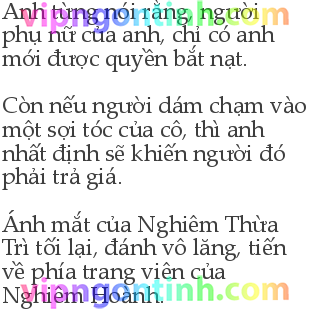 Anh từng nói rằng, người
phụ nữ của anh, chỉ có anh
mới được quyền bắt nạt.
Còn nếu người dám chạm vào
một sợi tóc của cô, thì anh
nhất định sẽ khiến người đó
phải trả giá.
Ánh mắt của Nghiêm Thừa
Trì tối lại, đánh vô lăng, tiến
về phía trang viên của
Nghiêm Hoành.
vipngontinh.com
vipngontinh.com